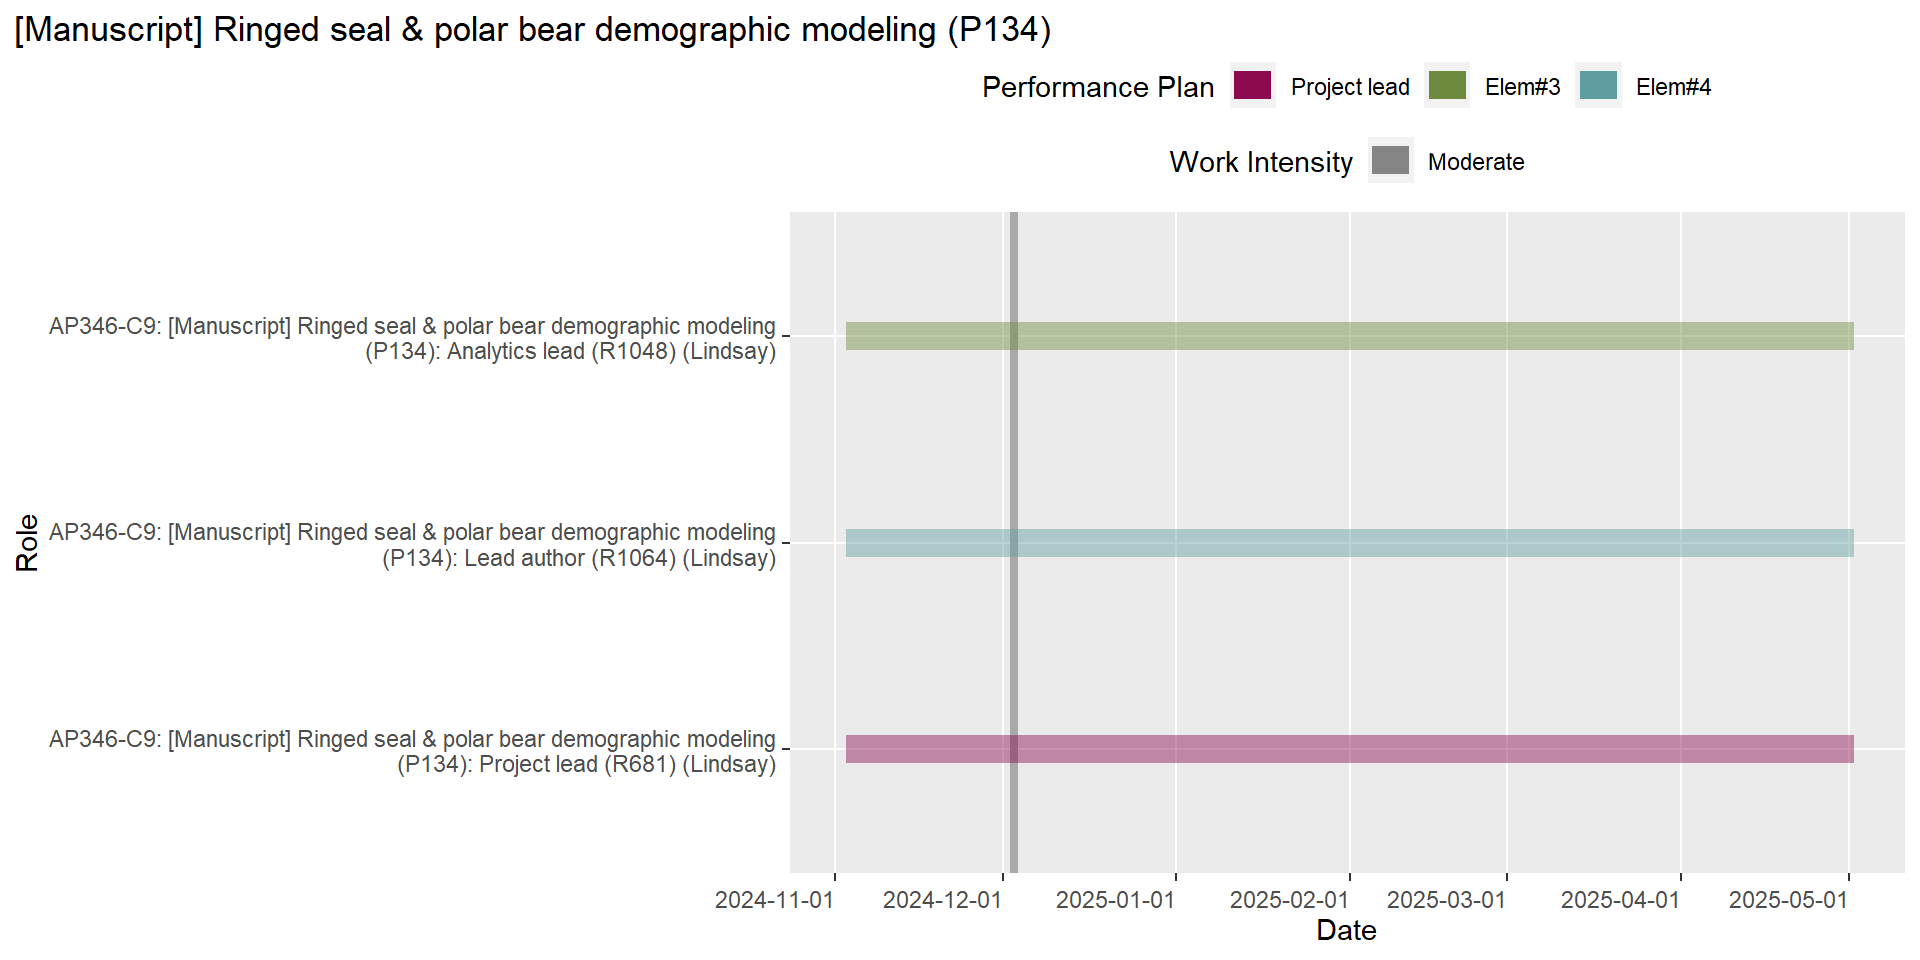 [Manuscript] Ringed seal & polar bear demographic modeling (P134)
Performance Plan Project lead Elem#3 Elem#4
Work Intensity Moderate
AP346-C9: [Manuscript] Ringed seal & polar bear demographic modeling
(P134): Analytics lead (R1048) (Lindsay)
AP346-C9: [Manuscript] Ringed seal & polar bear demographic modeling
(P134): Lead author (R1064) (Lindsay)
AP346-C9: [Manuscript] Ringed seal & polar bear demographic modeling
(P134): Project lead (R681) (Lindsay)
Role
2024-11-01 2024-12-01 2025-01-01 2025-02-01 2025-03-01 2025-04-01 2025-05-01
Date